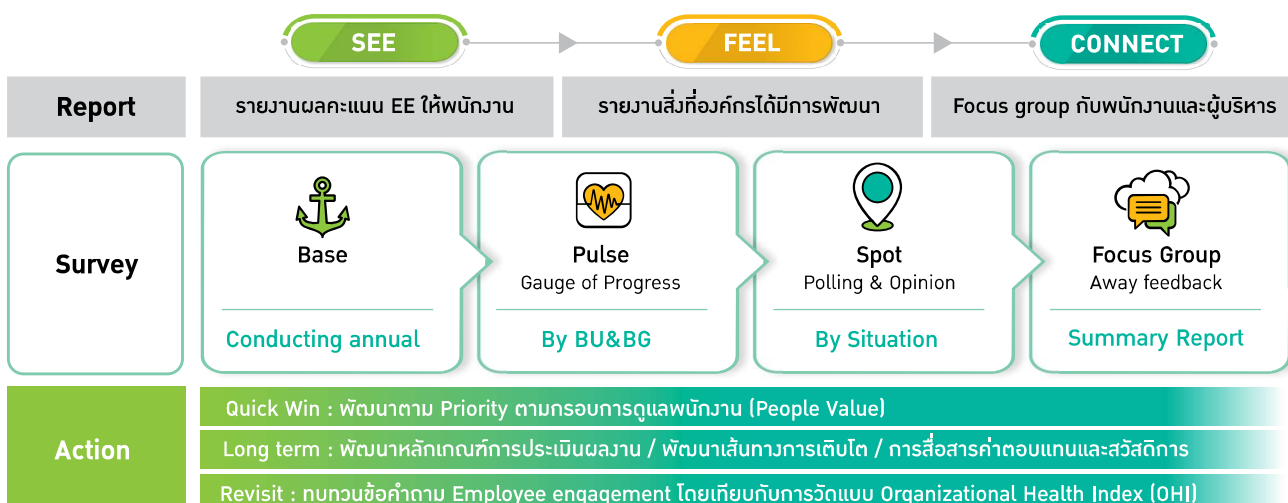 SEE
FEEL
CONNECT
Report
รายงานผลคะแนน EE ให้พนักงาน
รายงานสิ่งที่องค์กรได้มีการพัฒนา
Focus group กับพนักงานและผู้บริหาร
Survey
Base
Conducting annual
Pulse
Gauge of Progress
By BU&BG
Spot
Polling & Opinion
By Situation
Focus Group
Away feedback
Summary Report
Action
Quick Win : พัฒนาตาม Priority ตามกรอบการดูแลพนักงาน (People Value)
Long term : พัฒนาหลักเกณฑ์การประเมินผลงาน / พัฒนาเส้นทางการเติบโต / การสื่อสารค่าตอบแทนและสวัสดิการ
Revisit : ทบทวนข้อคำถาม Employee engagement โดยเทียบกับการวัดแบบ Organizational Health Index (OHI)